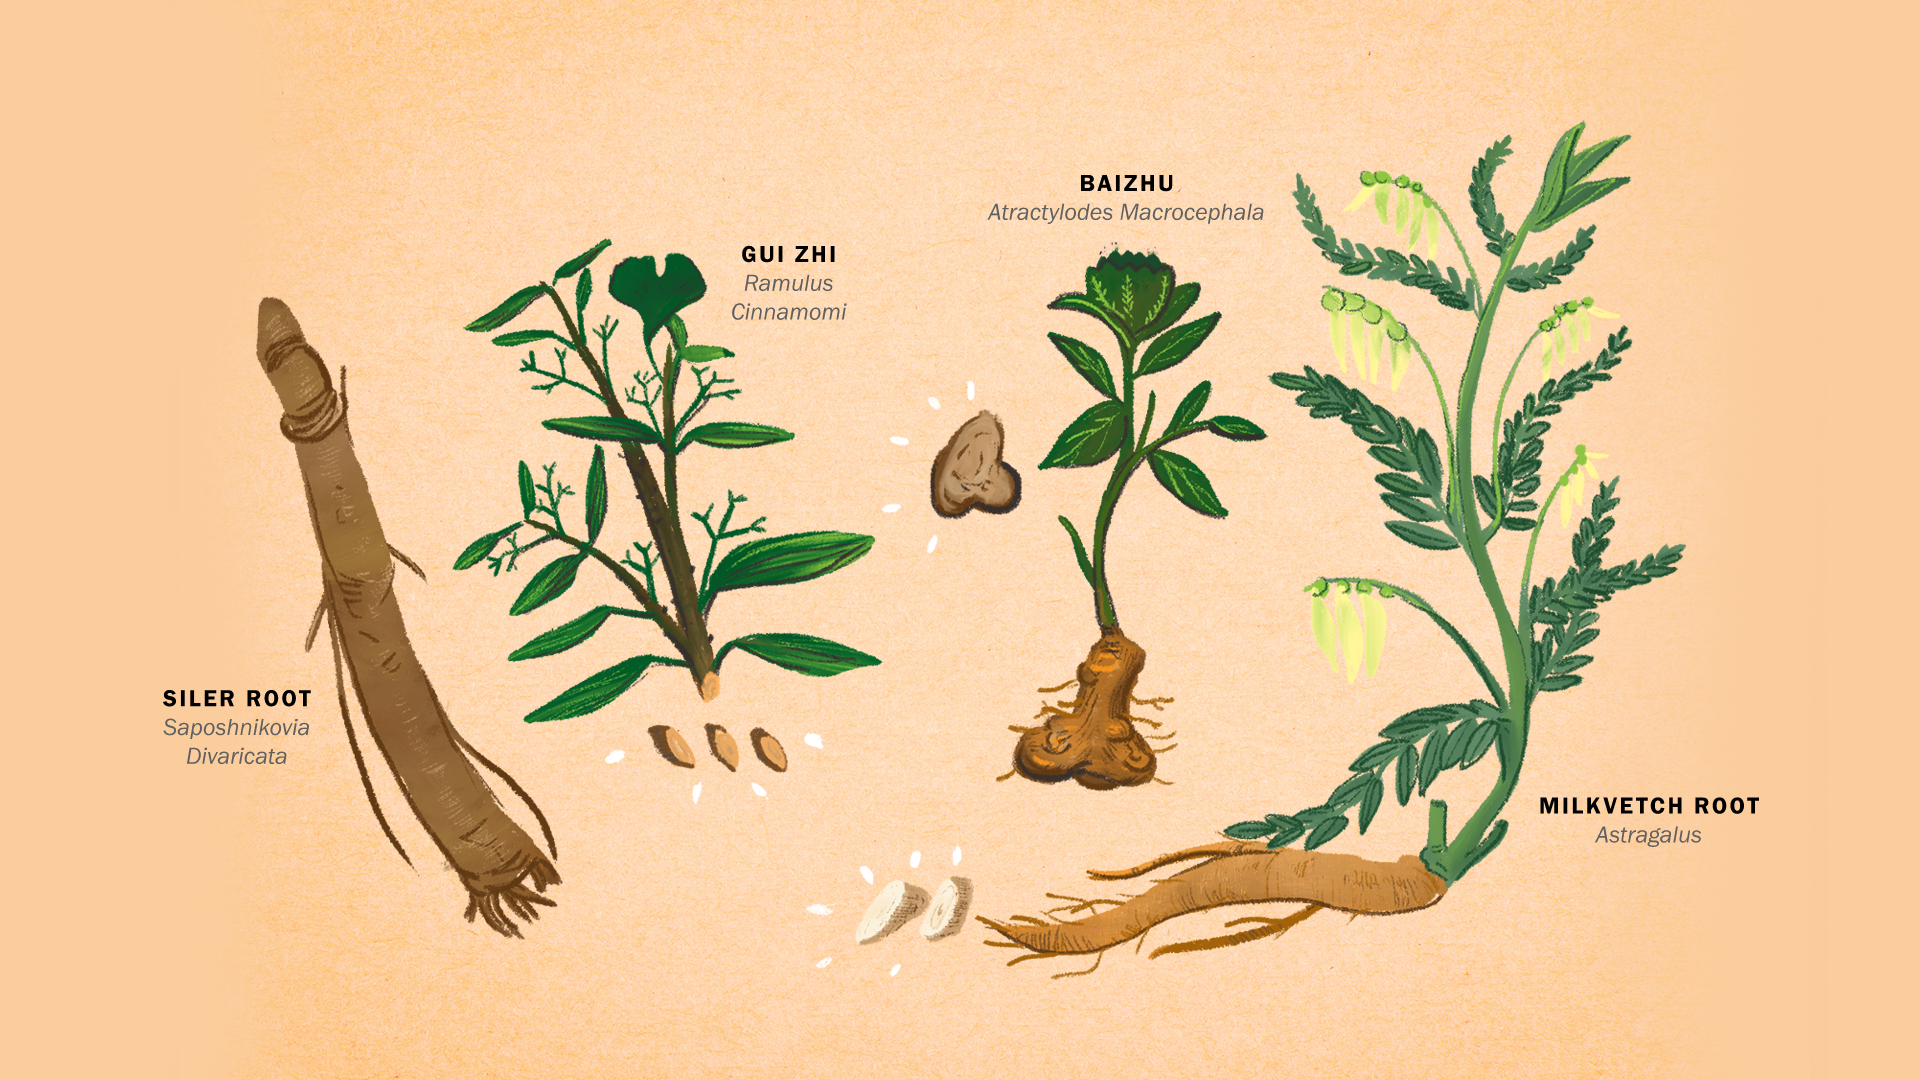 SILER ROOT
Saposhnikovia
Divaricata
GUI ZHI
Ramulus
Cinnamomi
BAIZHU
Atractylodes Macrocephala
MILKVETCH ROOT
Astragalus